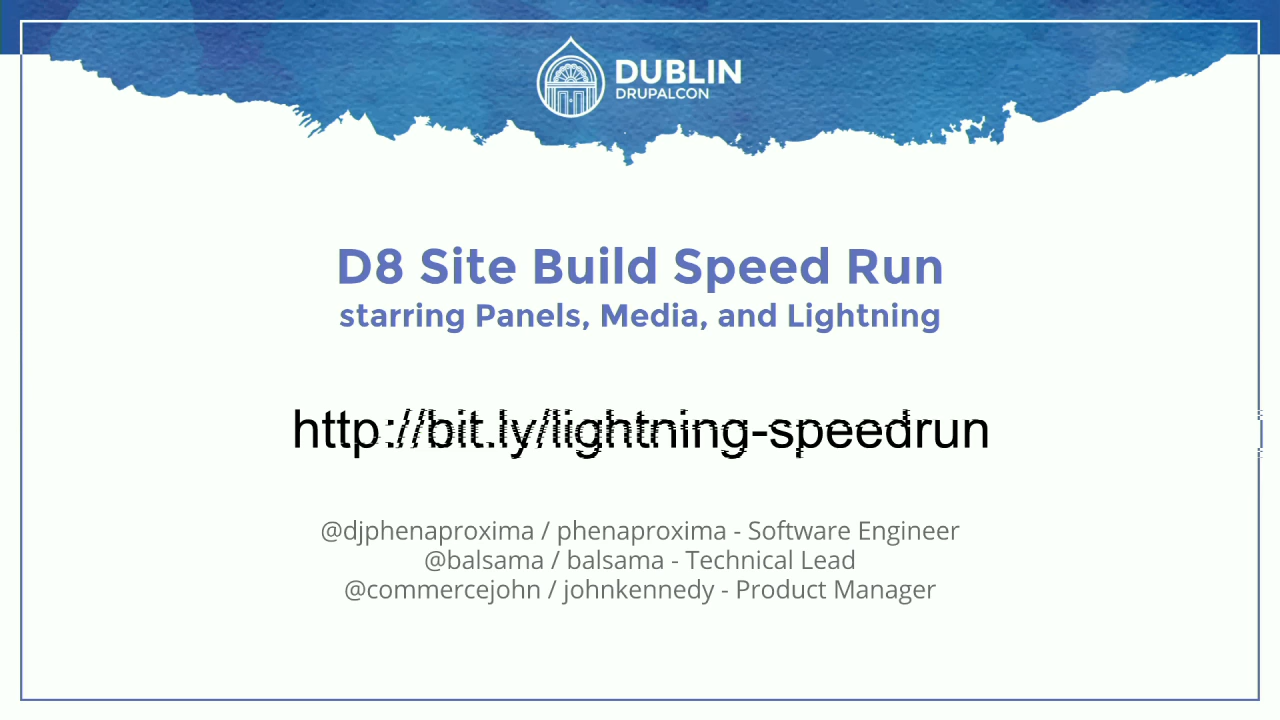 DUBLIN
DRUPALCON
D8 Site Build Speed Run
starring Panels, Media, and Lightning
http://bit.ly/lightning-speedrun
@djphenaproxima / phenaproxima - Software Engineer
@balsama / balsama - Technical Lead
@commercejohn / johnkennedy - Product Manager